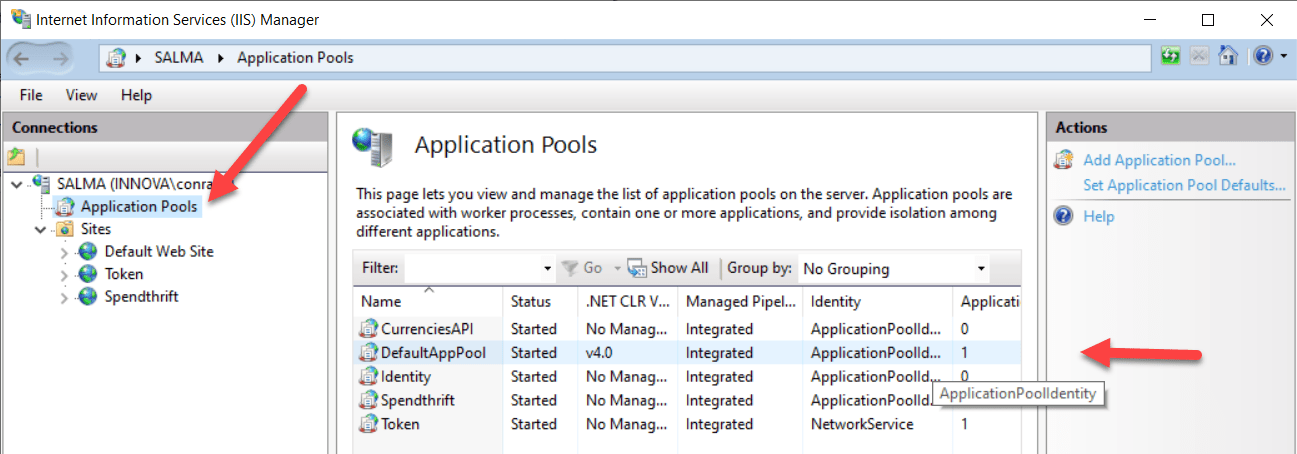 Internet Information Services (IIS) Manager
SALMA Application Pools
File View Help
Connections
SALMA (INNOVA\conra
Application Pools
Sites
Default Web Site
Token
Spendthrift
Application Pools
This page lets you view and manage the list of application pools on the server. Application pools are
associated with worker processes, contain one or more applications, and provide isolation among
different applications.
Filter: Go Show All Group by: No Grouping
Name Status .NET CLR V... Managed Pipel... Identity Applicati
CurrenciesAPI Started No Manag... Integrated ApplicationPoolId... 0
DefaultAppPool Started v4.0 Integrated ApplicationPoolId... 1
Identity Started No Manag... Integrated ApplicationPoolId... 0
Spendthrift Started No Manag... Integrated ApplicationPoolId...
ApplicationPoolIdentity
Token Started No Manag... Integrated NetworkService 1
Actions
Add Application Pool...
Set Application Pool Defaults...
Help